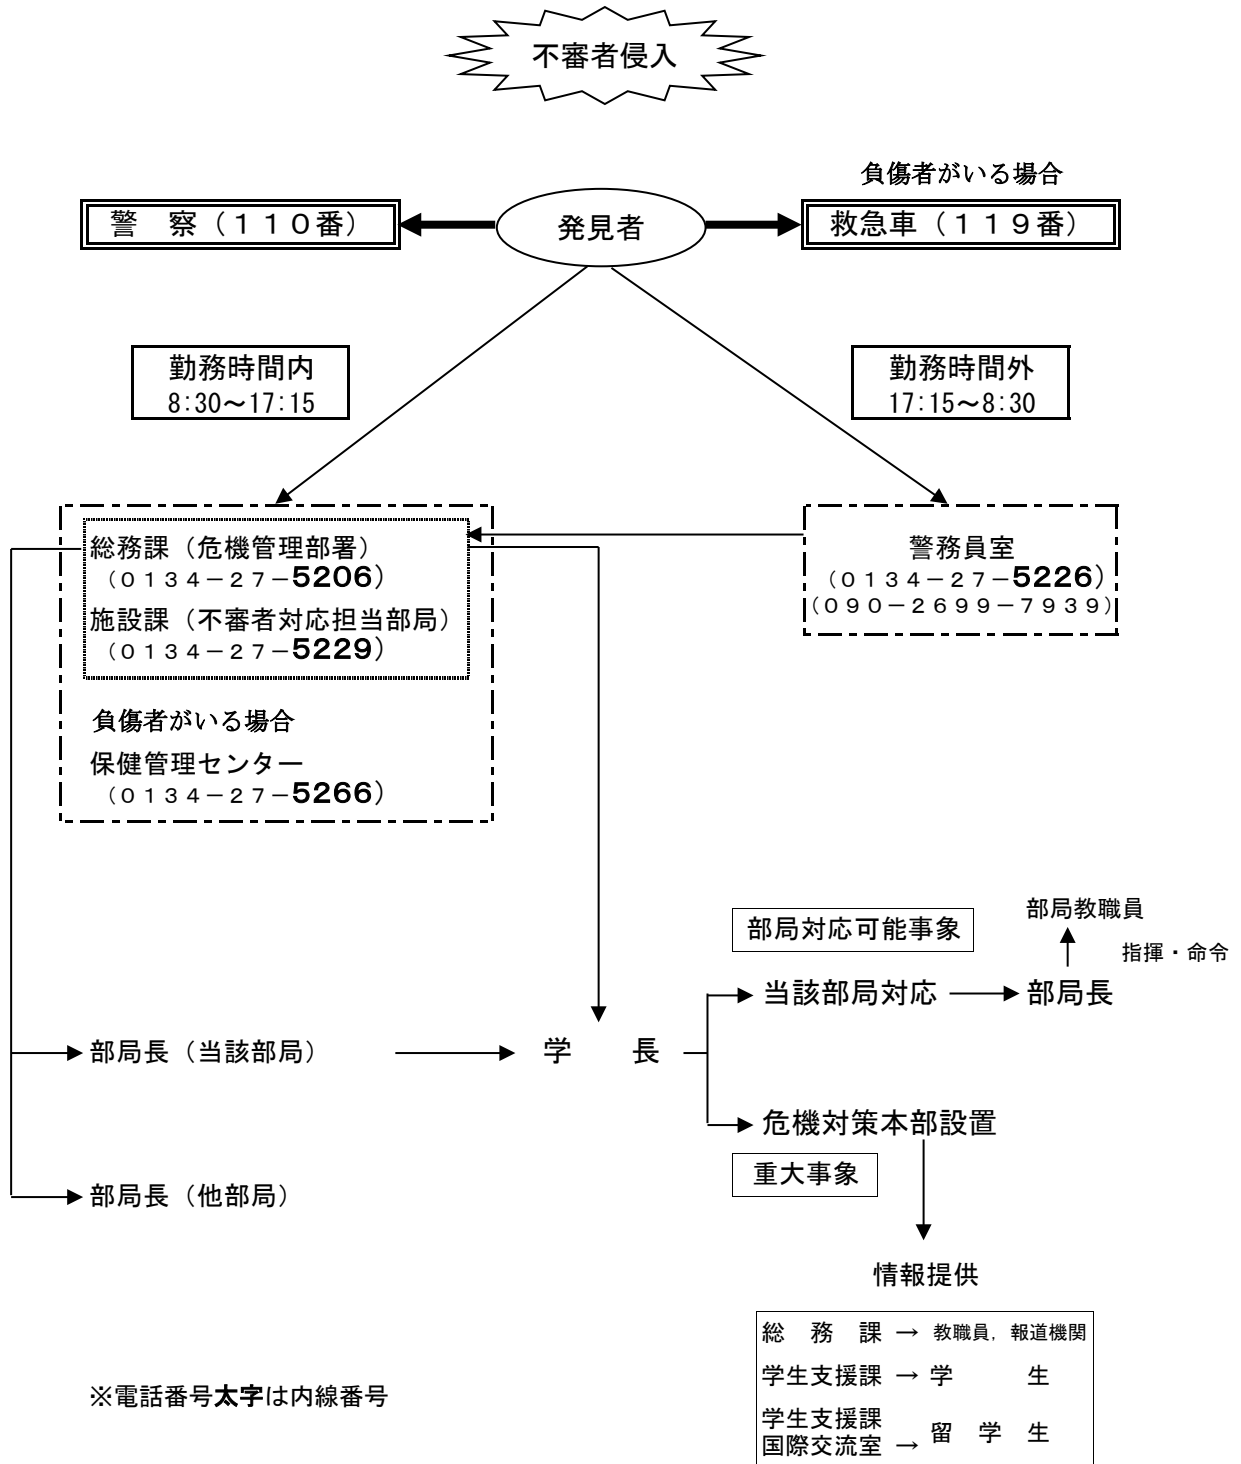 不審者侵入
負傷者がいる場合
警　察（１１０番）
発見者
救急車（１１９番）
勤務時間内
8:30～17:15
勤務時間外
17:15～8:30
総務課（危機管理部署）
（０１３４－２７－5206）
施設課（不審者対応担当部局）
（０１３４－２７－5229）
負傷者がいる場合
保健管理センター
（０１３４－２７－5266）
警務員室
（０１３４－２７－5226）
（０９０－２６９９－７９３９）
部局対応可能事象
部局教職員
指揮・命令
当該部局対応
部局長
部局長（当該部局）
学　　長
危機対策本部設置
重大事象
部局長（他部局）
情報提供
総　務　課 → 教職員，報道機関
学生支援課 → 学　　　生
学生支援課
国際交流室 → 留　学　生
※電話番号太字は内線番号